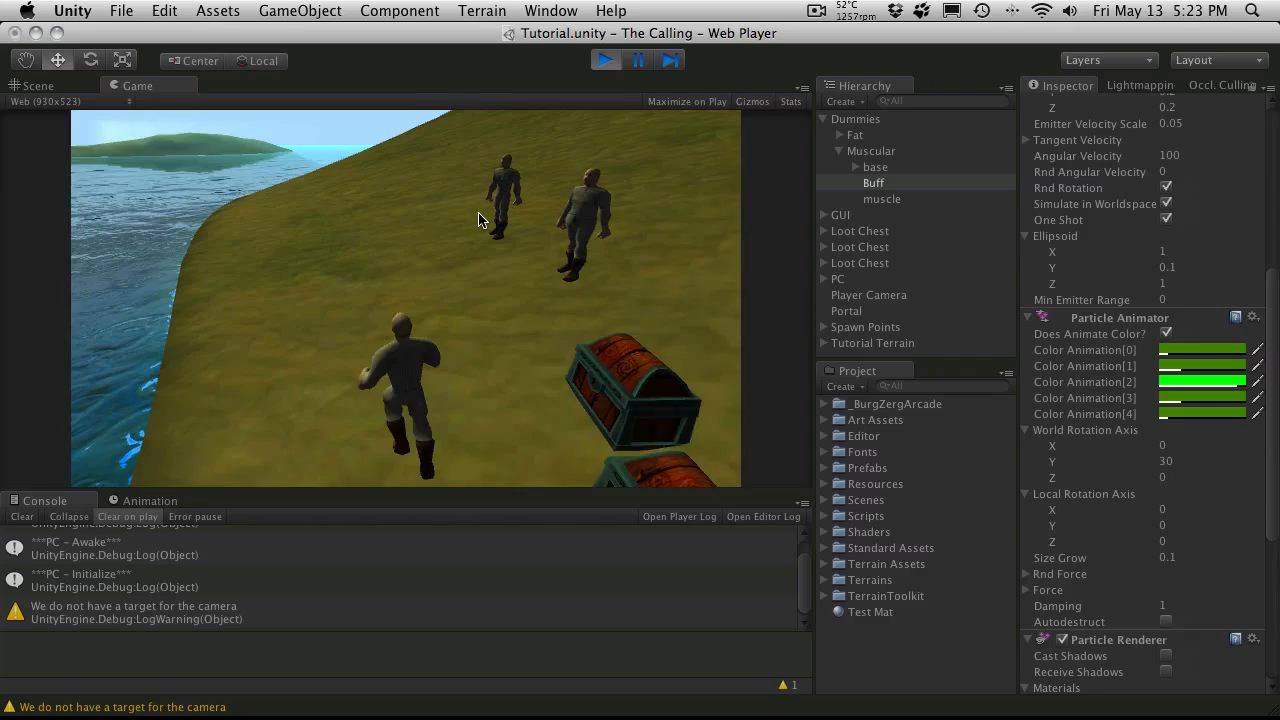 Unity File Edit Assets GameObject Component Terrain Window Help 52°C 1257rpm Fri May 13 5:23 PM
Tutorial.unity – The Calling – Web Player
Center Local Layers Layout
Scene Game
Web (930x523) Maximize on Play Gizmos Stats
Hierarchy
Create All
Dummies
Fat
Muscular
base
Buff
muscle
GUI
Loot Chest
Loot Chest
Loot Chest
PC
Player Camera
Portal
Spawn Points
Tutorial Terrain
Project
Create All
_BurgZergArcade
Art Assets
Editor
Fonts
Prefabs
Resources
Scenes
Scripts
Shaders
Standard Assets
Terrain Assets
Terrains
TerrainToolkit
Test Mat
Inspector Lightmappin Occl. Culling
Z 0.2
Emitter Velocity Scale 0.05
Tangent Velocity
Angular Velocity 100
Rnd Angular Velocity 0
Rnd Rotation
Simulate in Worldspace
One Shot
Ellipsoid
X 1
Y 0.1
Z 1
Min Emitter Range 0
Particle Animator
Does Animate Color?
Color Animation[0]
Color Animation[1]
Color Animation[2]
Color Animation[3]
Color Animation[4]
World Rotation Axis
X 0
Y 30
Z 0
Local Rotation Axis
X 0
Y 0
Z 0
Size Grow 0.1
Rnd Force
Force
Damping 1
Autodestruct
Particle Renderer
Cast Shadows
Receive Shadows
Materials
Console Animation
Clear Collapse Clear on play Error pause Open Player Log Open Editor Log
UnityEngine.Debug:Log(Object)
***PC – Awake***
UnityEngine.Debug:Log(Object)
***PC – Initialize***
UnityEngine.Debug:Log(Object)
We do not have a target for the camera
UnityEngine.Debug:LogWarning(Object)
1
We do not have a target for the camera